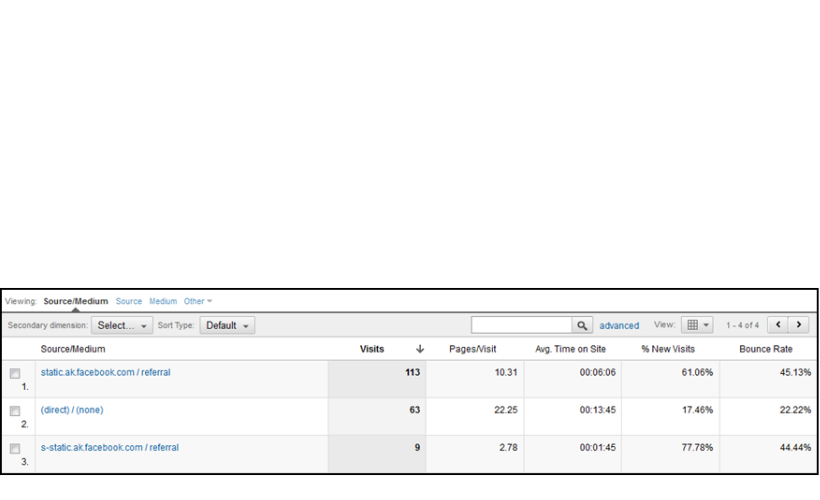 Viewing: Source/Medium Source Medium Other
Secondary dimension: Select... Sort Type: Default advanced View: 1 - 4 of 4
Source/Medium Visits Pages/Visit Avg. Time on Site % New Visits Bounce Rate
1. static.ak.facebook.com / referral 113 10.31 00:06:06 61.06% 45.13%
2. (direct) / (none) 63 22.25 00:13:45 17.46% 22.22%
3. s-static.ak.facebook.com / referral 9 2.78 00:01:45 77.78% 44.44%